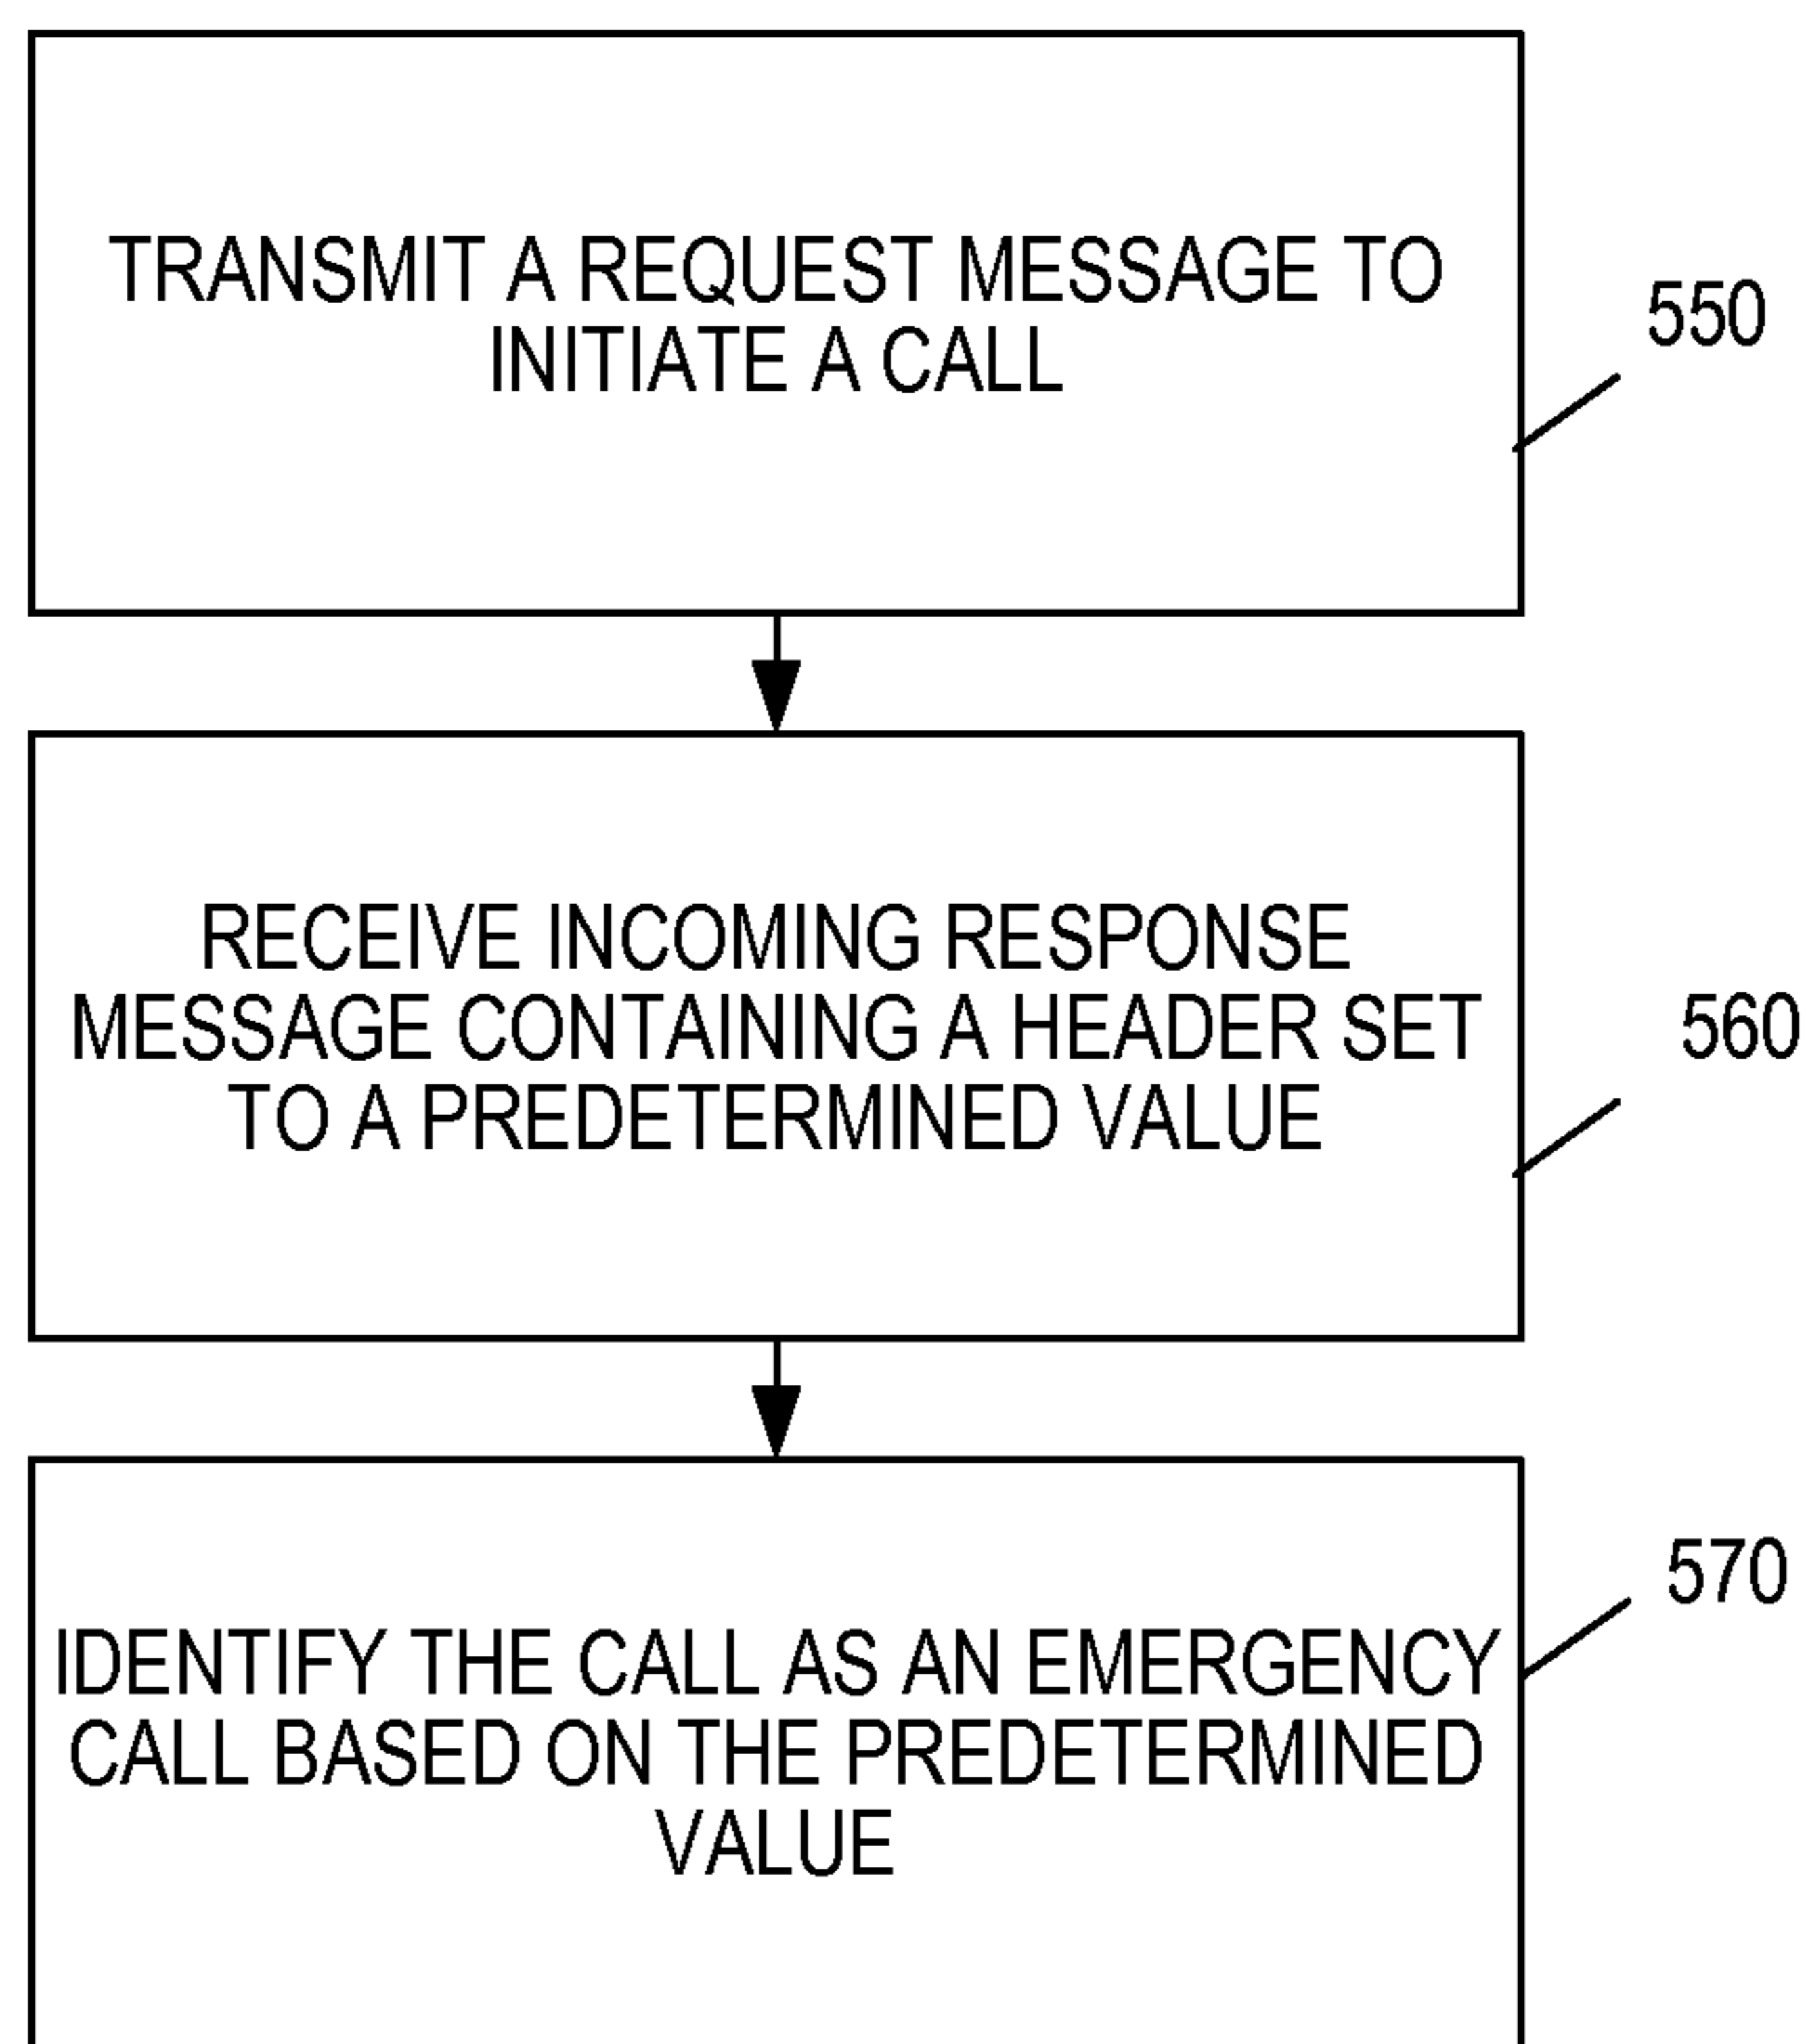 TRANSMIT A REQUEST MESSAGE TO
INITIATE A CALL
550
RECEIVE INCOMING RESPONSE
MESSAGE CONTAINING A HEADER SET
TO A PREDETERMINED VALUE
560
IDENTIFY THE CALL AS AN EMERGENCY
CALL BASED ON THE PREDETERMINED
VALUE
570